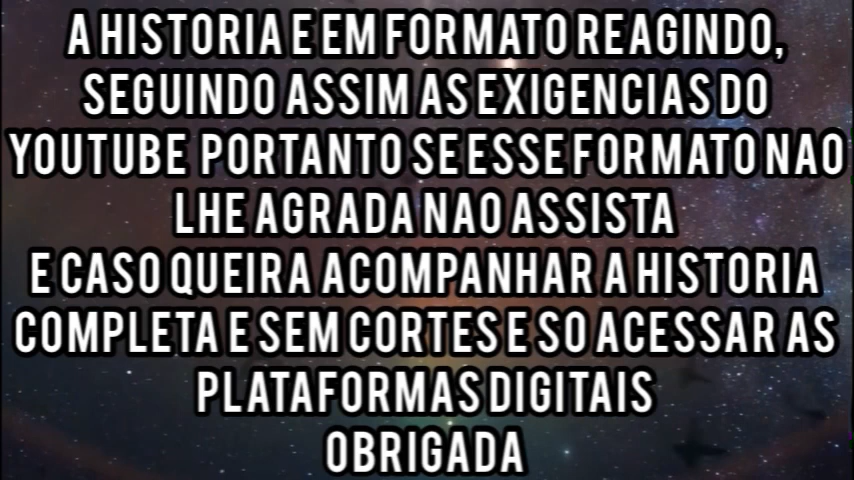 A HISTORIA E EM FORMATO REAGINDO,
SEGUINDO ASSIM AS EXIGENCIAS DO
YOUTUBE PORTANTO SE ESSE FORMATO NAO
LHE AGRADA NAO ASSISTA
E CASO QUEIRA ACOMPANHAR A HISTORIA
COMPLETA E SEM CORTES E SO ACESSAR AS
PLATAFORMAS DIGITAIS
OBRIGADA